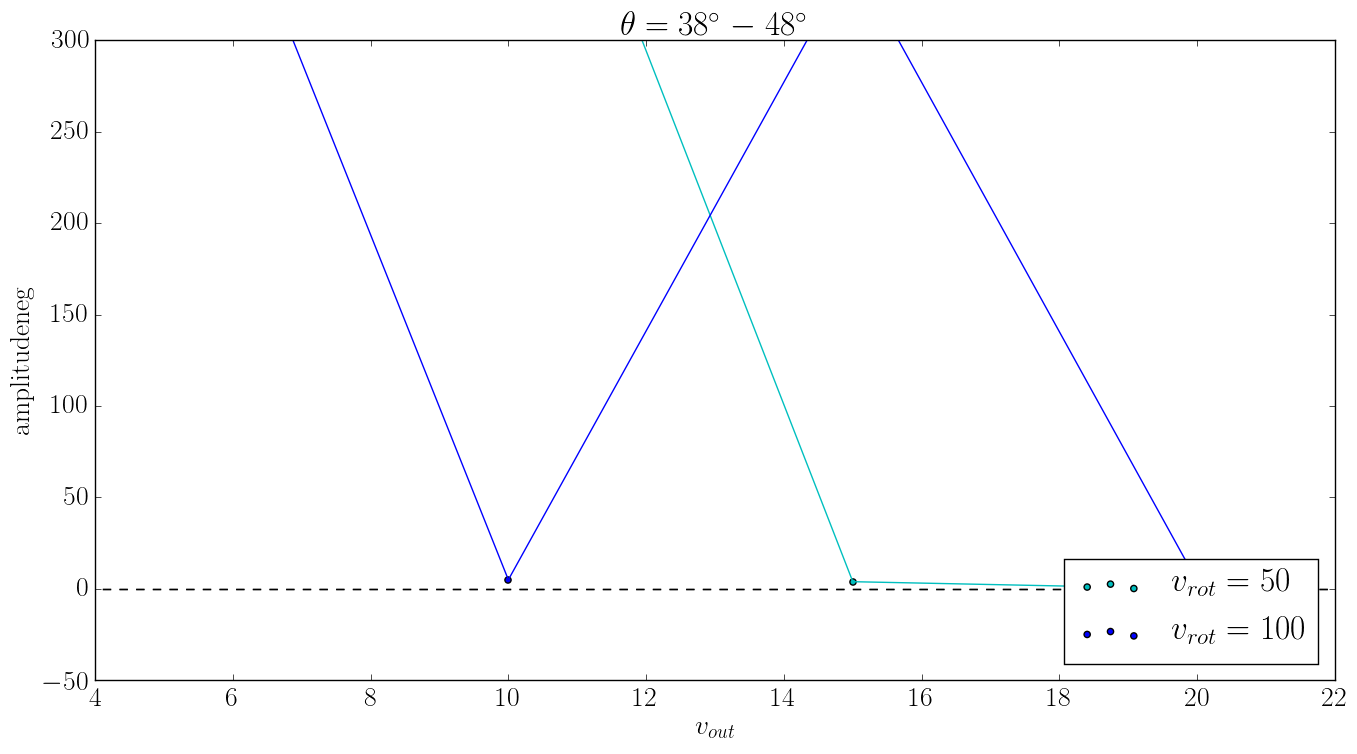 θ = 38° − 48°
300
250
200
150
100
50
0
−50
amplitudeneg
4 6 8 10 12 14 16 18 20 22
v_out
v_rot = 50
v_rot = 100